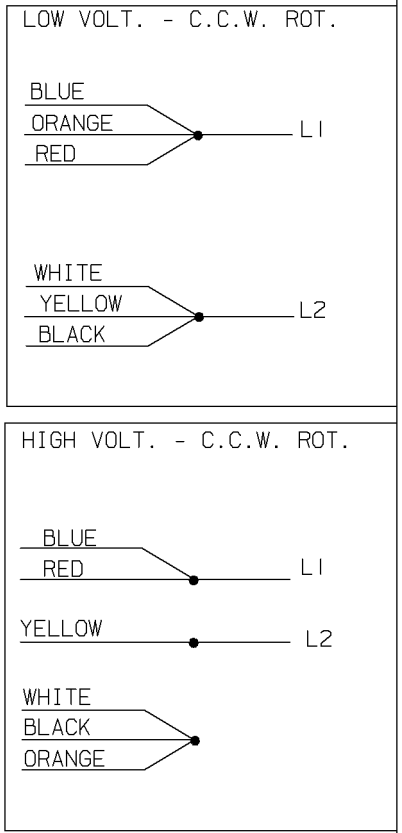 LOW VOLT. - C.C.W. ROT.
BLUE
ORANGE
L1
RED
WHITE
YELLOW
L2
BLACK
HIGH VOLT. - C.C.W. ROT.
BLUE
RED
L1
YELLOW
L2
WHITE
BLACK
ORANGE